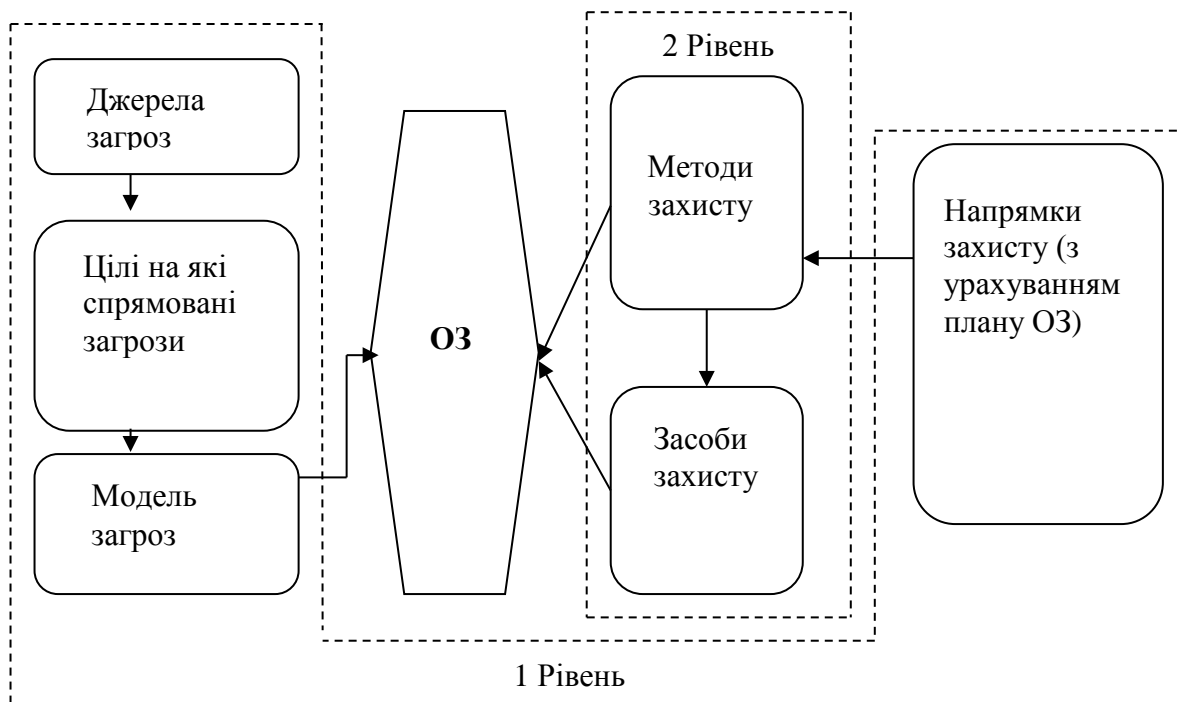 Джерела
загроз
Цілі на які
спрямовані
загрози
Модель
загроз
ОЗ
2 Рівень
Методи
захисту
Засоби
захисту
Напрямки
захисту (з
урахуванням
плану ОЗ)
1 Рівень